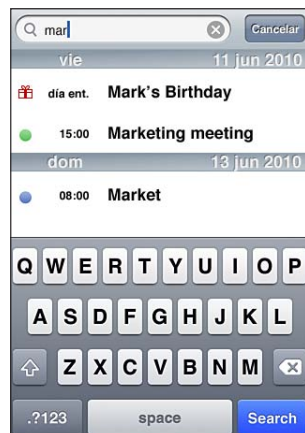 mar Cancelar
vie 11 jun 2010
día ent. Mark's Birthday
15:00 Marketing meeting
dom 13 jun 2010
08:00 Market
Q W E R T Y U I O P
A S D F G H J K L
Z X C V B N M
.?123 space Search